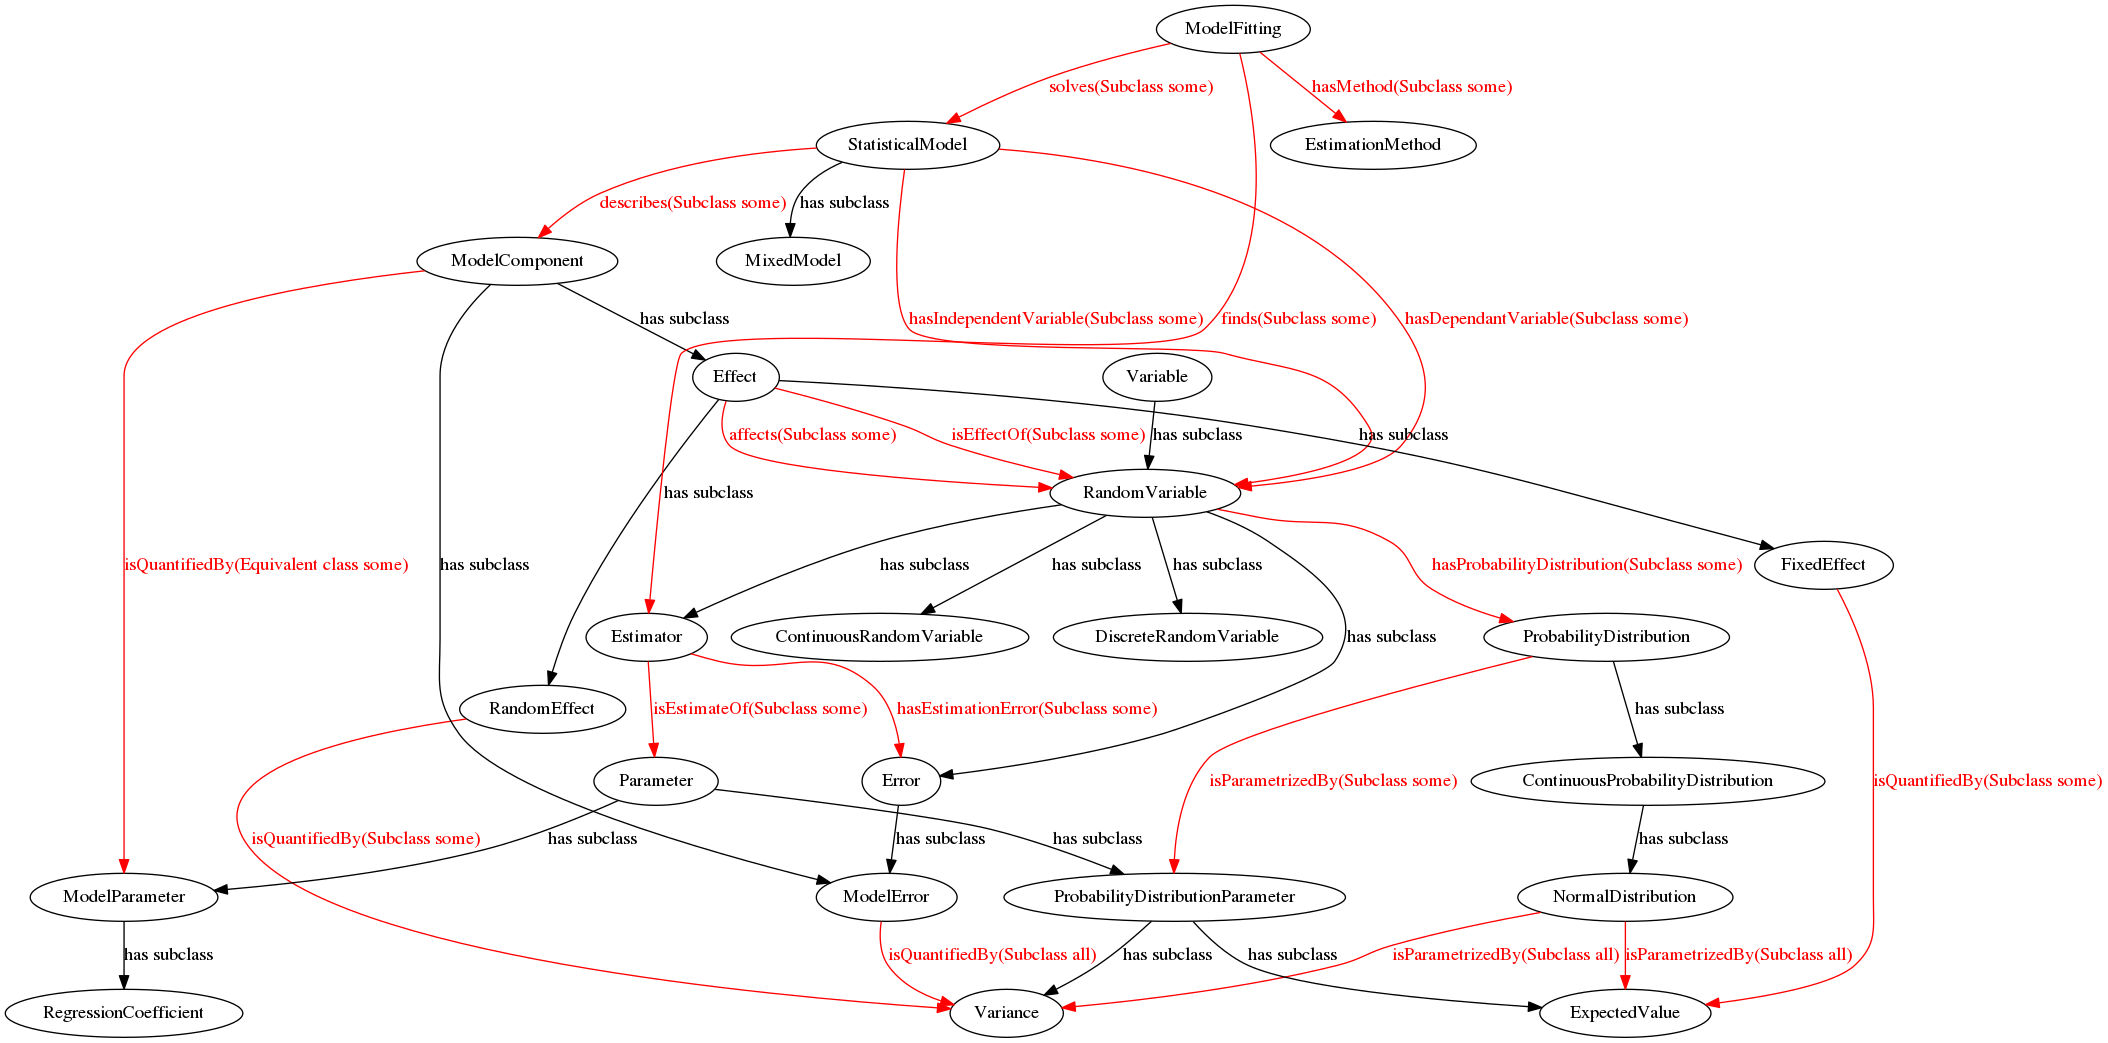 ModelFitting
solves(Subclass some)
hasMethod(Subclass some)
StatisticalModel
EstimationMethod
describes(Subclass some)
has subclass
ModelComponent
MixedModel
has subclass
hasIndependentVariable(Subclass some)
finds(Subclass some)
hasDependantVariable(Subclass some)
Effect
Variable
affects(Subclass some)
isEffectOf(Subclass some)
has subclass
has subclass
has subclass
RandomVariable
isQuantifiedBy(Equivalent class some)
has subclass
has subclass
has subclass
has subclass
hasProbabilityDistribution(Subclass some)
FixedEffect
Estimator
ContinuousRandomVariable
DiscreteRandomVariable
has subclass
ProbabilityDistribution
RandomEffect
isEstimateOf(Subclass some)
hasEstimationError(Subclass some)
has subclass
Parameter
Error
isParametrizedBy(Subclass some)
ContinuousProbabilityDistribution
isQuantifiedBy(Subclass some)
isQuantifiedBy(Subclass some)
has subclass
has subclass
has subclass
has subclass
ModelParameter
ModelError
ProbabilityDistributionParameter
NormalDistribution
has subclass
isQuantifiedBy(Subclass all)
has subclass
has subclass
isParametrizedBy(Subclass all)
isParametrizedBy(Subclass all)
RegressionCoefficient
Variance
ExpectedValue